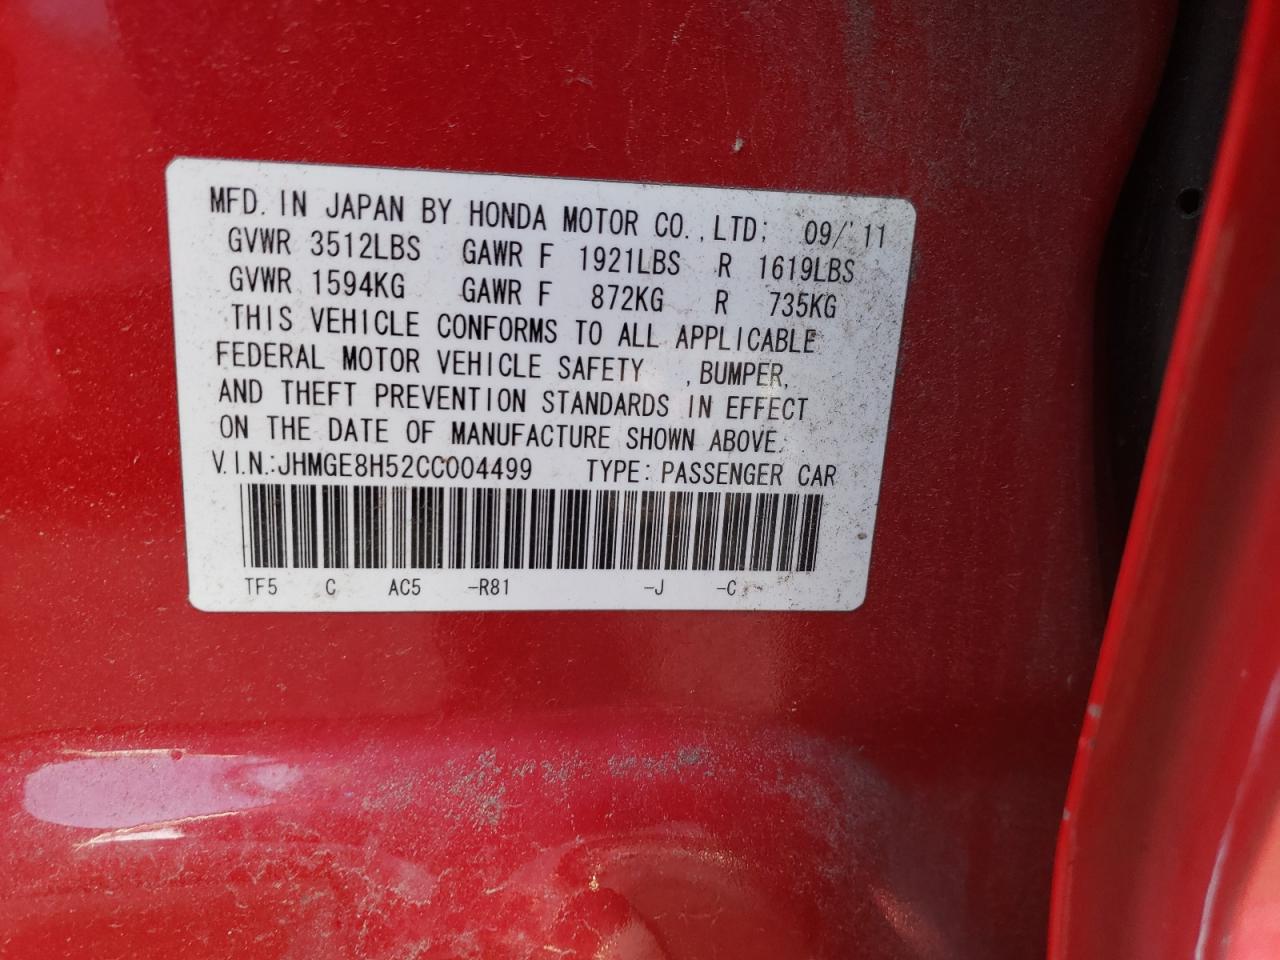 MFD. IN JAPAN BY HONDA MOTOR CO., LTD; 09/'11
GVWR 3512LBS GAWR F 1921LBS R 1619LBS
GVWR 1594KG GAWR F 872KG R 735KG
THIS VEHICLE CONFORMS TO ALL APPLICABLE
FEDERAL MOTOR VEHICLE SAFETY , BUMPER,
AND THEFT PREVENTION STANDARDS IN EFFECT
ON THE DATE OF MANUFACTURE SHOWN ABOVE.
V.I.N.:JHMGE8H52CC004499 TYPE: PASSENGER CAR
TF5 C AC5 -R81 -J -C